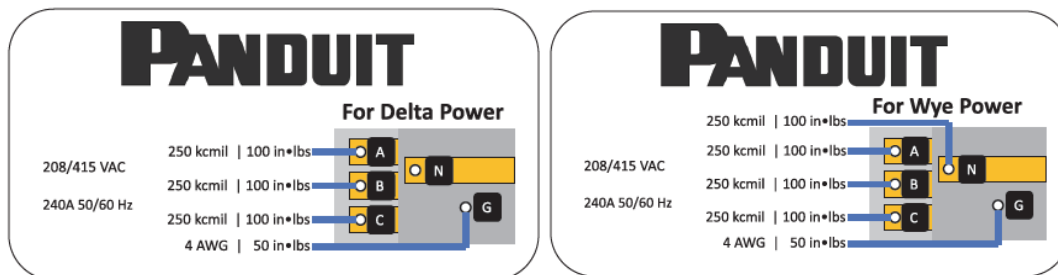 PANDUIT
For Delta Power
250 kcmil | 100 in•lbs
A
208/415 VAC
N
250 kcmil | 100 in•lbs
B
240A 50/60 Hz
G
250 kcmil | 100 in•lbs
C
4 AWG | 50 in•lbs
PANDUIT
For Wye Power
250 kcmil | 100 in•lbs
250 kcmil | 100 in•lbs
A
208/415 VAC
N
250 kcmil | 100 in•lbs
B
240A 50/60 Hz
G
250 kcmil | 100 in•lbs
C
4 AWG | 50 in•lbs